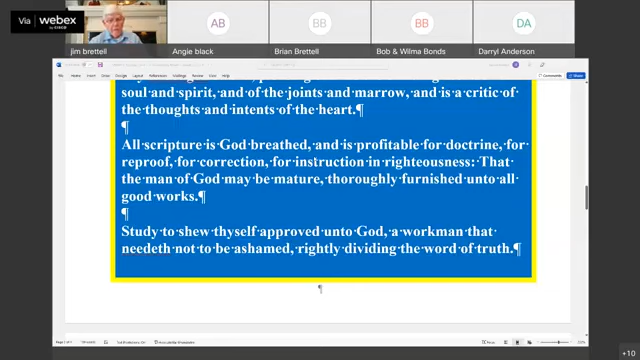 Via webex
BY CISCO
AB
BB
BB
DA
jim brettell
Angie black
Brian Brettell
Bob & Wilma Bonds
Darryl Anderson
Comments
Share
soul·and·spirit,·and·of·the·joints·and·marrow,·and·is·a·critic·of·
the·thoughts·and·intents·of·the·heart.¶
¶
All·scripture·is·God·breathed,·and·is·profitable·for·doctrine,·for·
reproof,·for·correction,·for·instruction·in·righteousness:·That·
the·man·of·God·may·be·mature,·thoroughly·furnished·unto·all·
good·works.¶
¶
Study·to·shew·thyself·approved·unto·God,·a·workman·that·
needeth·not·to·be·ashamed,·rightly·dividing·the·word·of·truth.¶
¶
+10